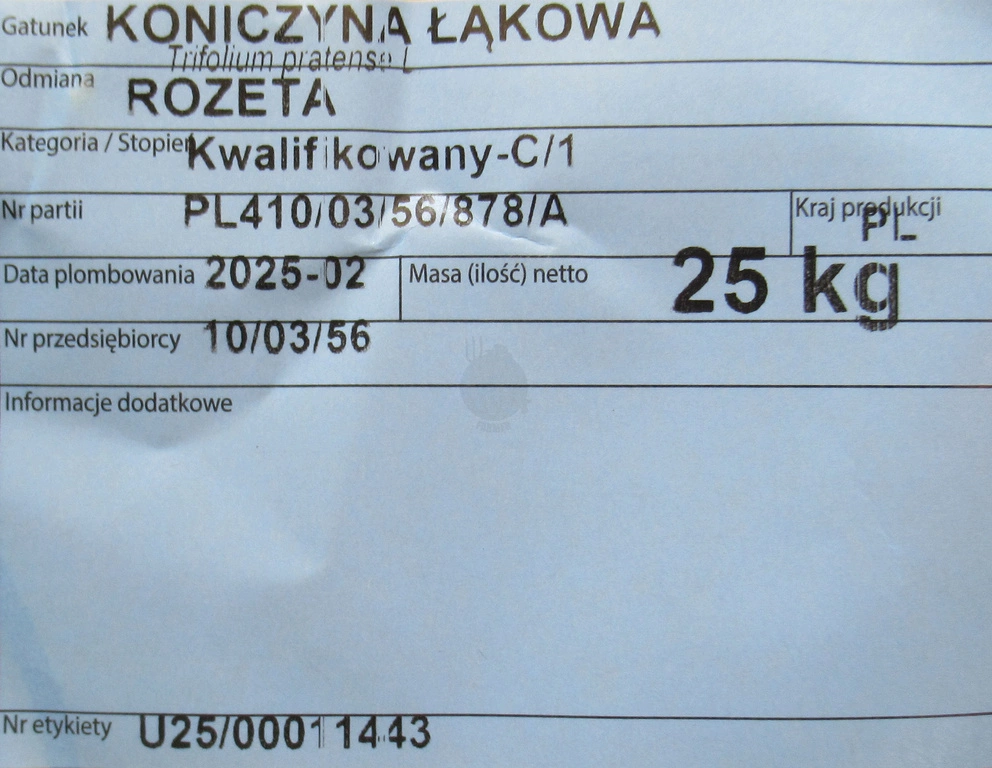 Gatunek KONICZYNA ŁĄKOWA
Trifolium pratense L
Odmiana ROZETA
Kategoria / Stopień Kwalifikowany-C/1
Nr partii PL410/03/56/878/A Kraj produkcji PL
Data plombowania 2025-02 Masa (ilość) netto 25 kg
Nr przedsiębiorcy 10/03/56
Informacje dodatkowe
Nr etykiety U25/00011443